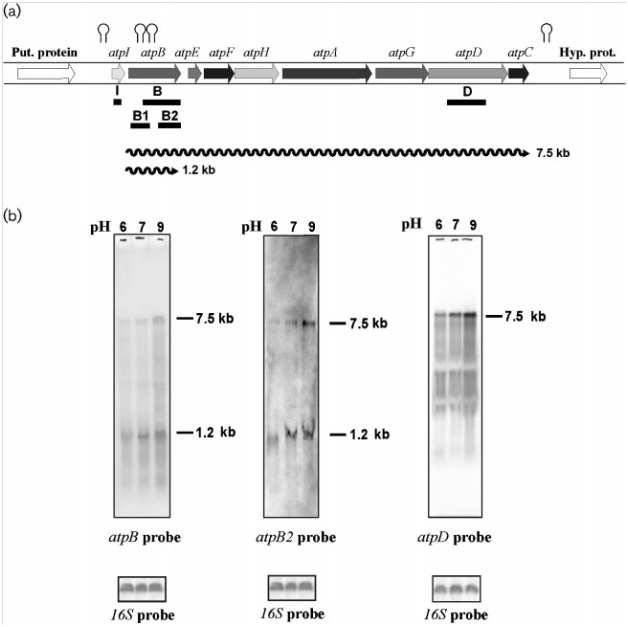 (a)
Put. protein atpI atpB atpE atpF atpH atpA atpG atpD atpC Hyp. prot.
I B D
B1 B2
7.5 kb
1.2 kb
(b)
pH 6 7 9
7.5 kb
1.2 kb
atpB probe
16S probe
pH 6 7 9
7.5 kb
1.2 kb
atpB2 probe
16S probe
pH 6 7 9
7.5 kb
atpD probe
16S probe